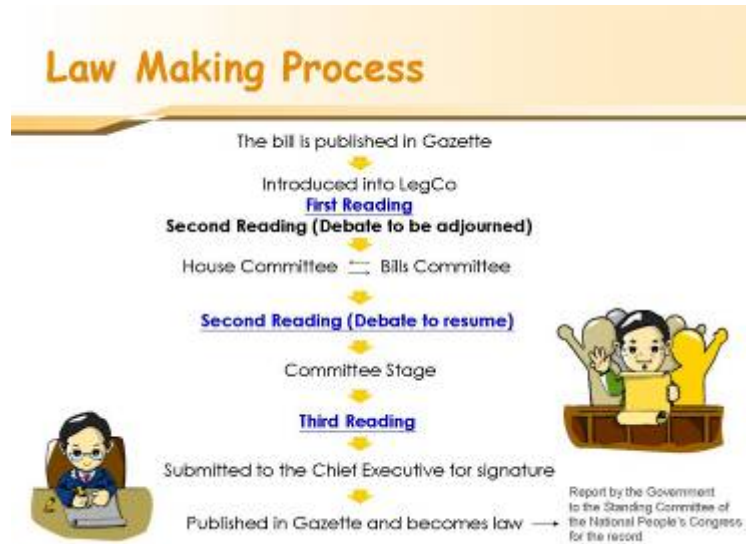 Law Making Process
The bill is published in Gazette
Introduced into LegCo
First Reading
Second Reading (Debate to be adjourned)
House Committee Bills Committee
Second Reading (Debate to resume)
Committee Stage
Third Reading
Submitted to the Chief Executive for signature
Published in Gazette and becomes law
Report by the Government
to the Standing Committee of
the National People's Congress
for the record